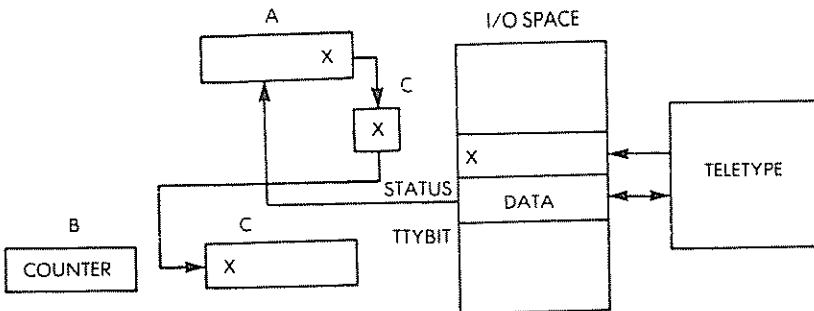 A
I/O SPACE
X
C
X
X
TELETYPE
STATUS
DATA
B
C
TTYBIT
COUNTER
X